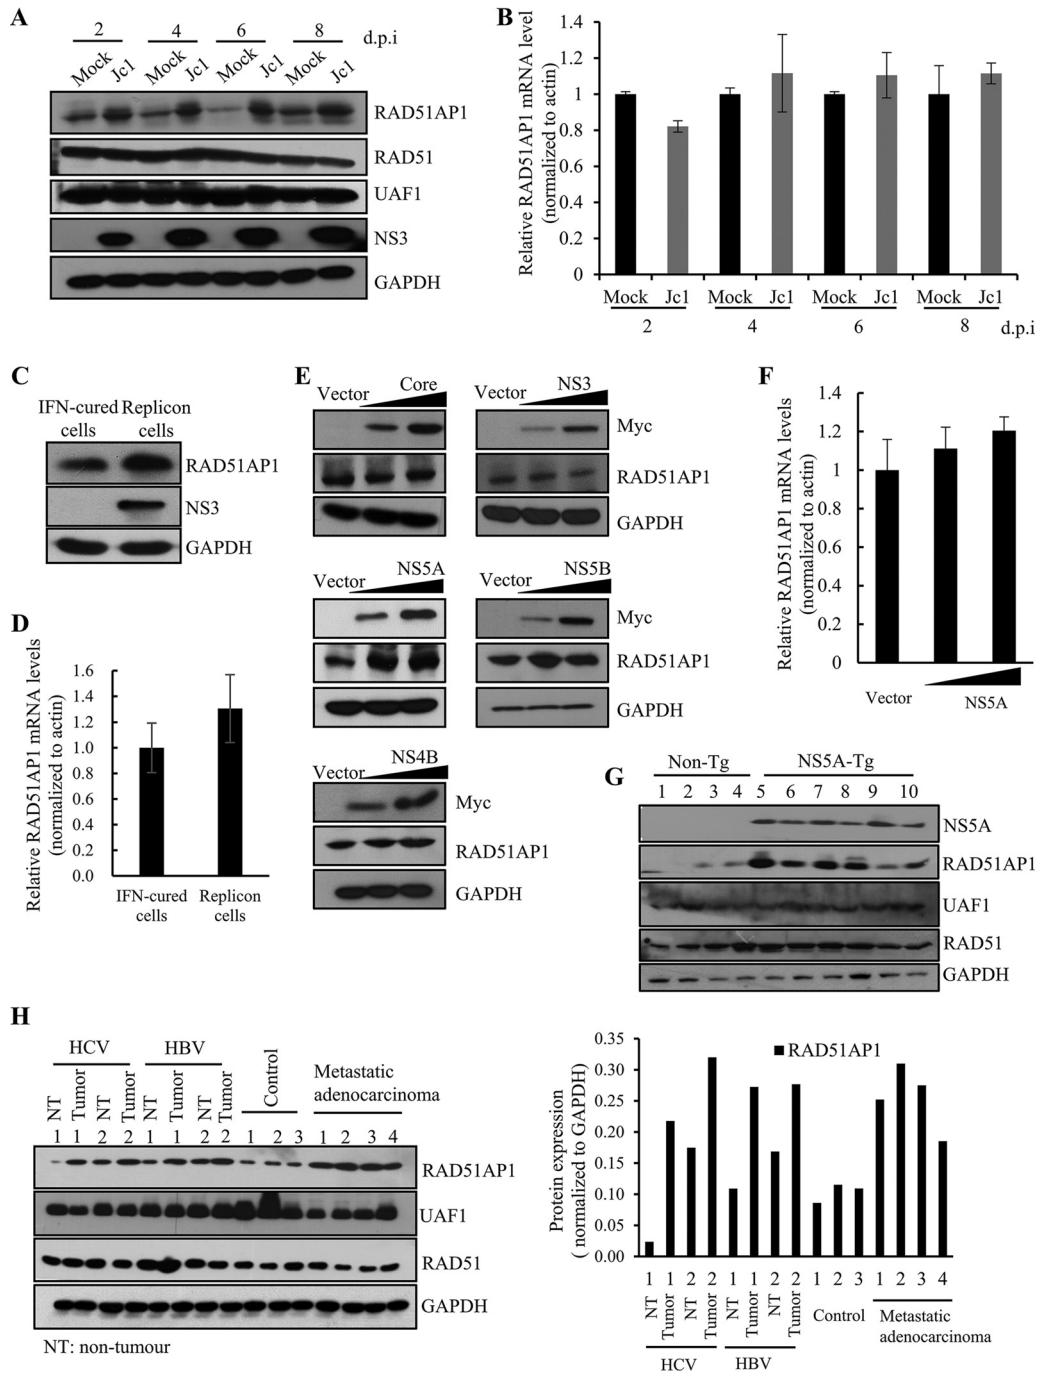 A
2 4 6 8 d.p.i
Mock Jc1 Mock Jc1 Mock Jc1 Mock Jc1
RAD51AP1
RAD51
UAF1
NS3
GAPDH
B
Relative RAD51AP1 mRNA level
(normalized to actin)
1.4
1.2
1
0.8
0.6
0.4
0.2
0
Mock Jc1 Mock Jc1 Mock Jc1 Mock Jc1
2 4 6 8 d.p.i
C
IFN-cured Replicon
cells cells
RAD51AP1
NS3
GAPDH
D
Relative RAD51AP1 mRNA levels
(normalized to actin)
1.6
1.4
1.2
1.0
0.8
0.6
0.4
0.2
0.0
IFN-cured Replicon
cells cells
E
Vector Core
Vector NS3
Myc
RAD51AP1
GAPDH
Vector NS5A
Vector NS5B
Myc
RAD51AP1
GAPDH
Vector NS4B
Myc
RAD51AP1
GAPDH
F
Relative RAD51AP1 mRNA levels
(normalized to actin)
1.4
1.2
1
0.8
0.6
0.4
0.2
0
Vector NS5A
G
Non-Tg NS5A-Tg
1 2 3 4 5 6 7 8 9 10
NS5A
RAD51AP1
UAF1
RAD51
GAPDH
H
HCV HBV Control Metastatic
adenocarcinoma
NT Tumor NT Tumor NT Tumor NT Tumor
1 1 2 2 1 1 2 2 1 2 3 1 2 3 4
RAD51AP1
UAF1
RAD51
GAPDH
NT: non-tumour
Protein expression
( normalized to GAPDH)
0.35
0.30
0.25
0.20
0.15
0.10
0.05
0.00
RAD51AP1
1 1 2 2 1 1 2 2 1 2 3 1 2 3 4
NT Tumor NT Tumor NT Tumor NT Tumor Control Metastatic
adenocarcinoma
HCV HBV